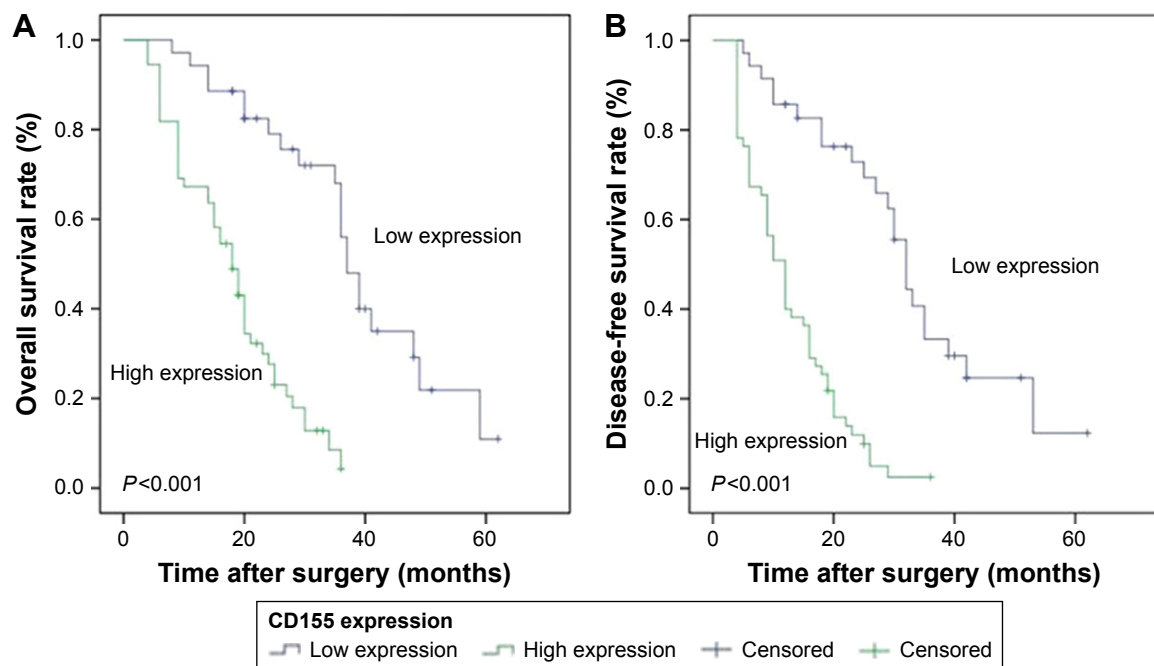 A
Overall survival rate (%)
1.0
0.8
0.6
0.4
0.2
0.0
Low expression
High expression
P<0.001
0 20 40 60
Time after surgery (months)
B
Disease-free survival rate (%)
1.0
0.8
0.6
0.4
0.2
0.0
Low expression
High expression
P<0.001
0 20 40 60
Time after surgery (months)
CD155 expression
Low expression High expression Censored Censored